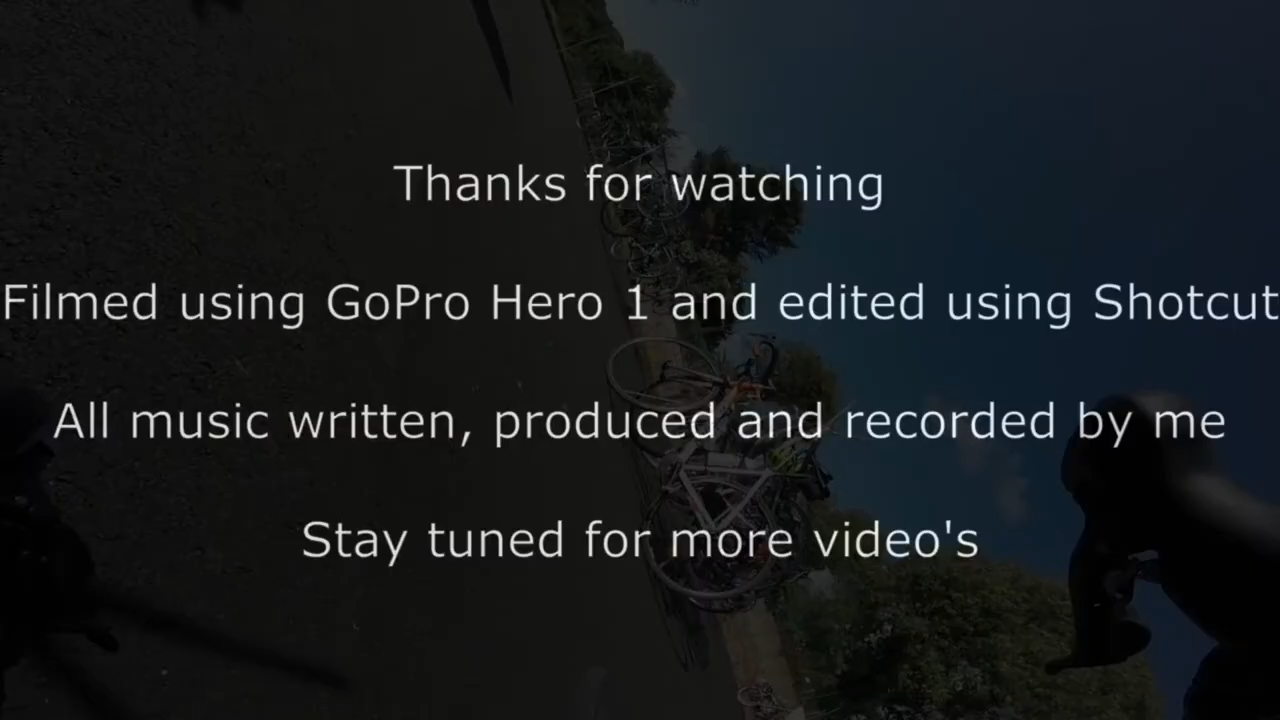 Thanks for watching
Filmed using GoPro Hero 1 and edited using Shotcut
All music written, produced and recorded by me
Stay tuned for more video's